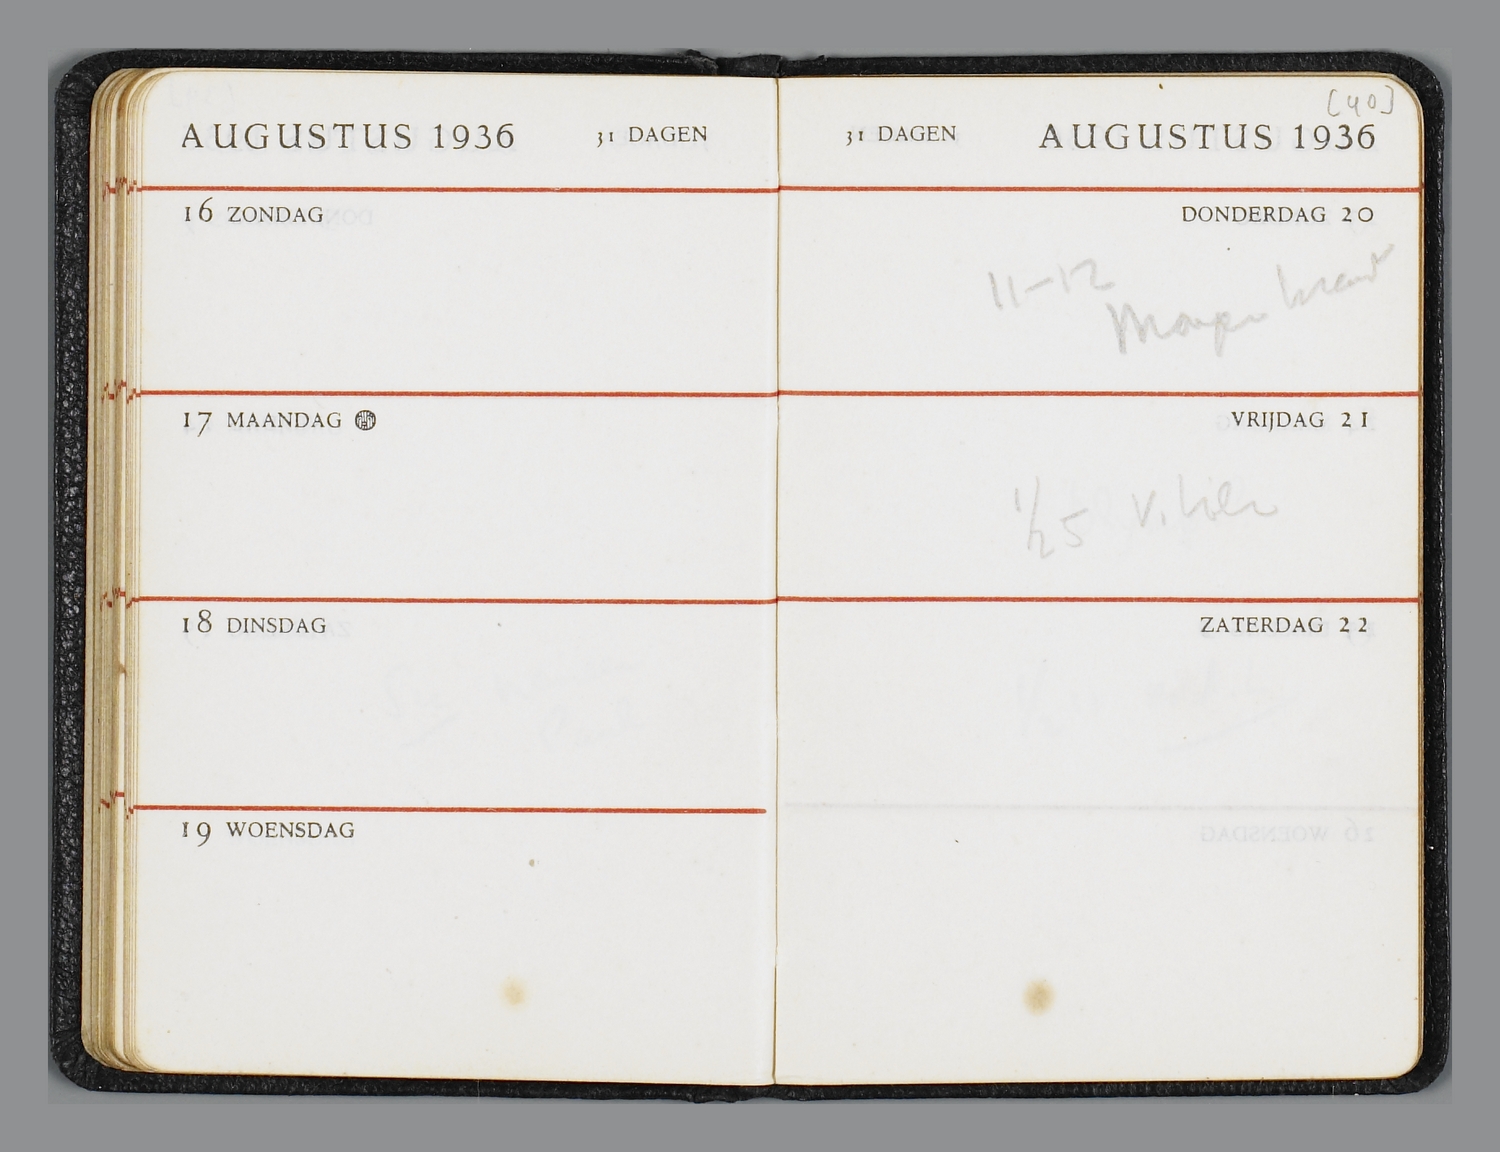 AUGUSTUS 1936 31 DAGEN
16 ZONDAG
17 MAANDAG
18 DINSDAG
19 WOENSDAG
[40]
31 DAGEN AUGUSTUS 1936
DONDERDAG 20
11-12
VRIJDAG 21
1/25 V.
ZATERDAG 22